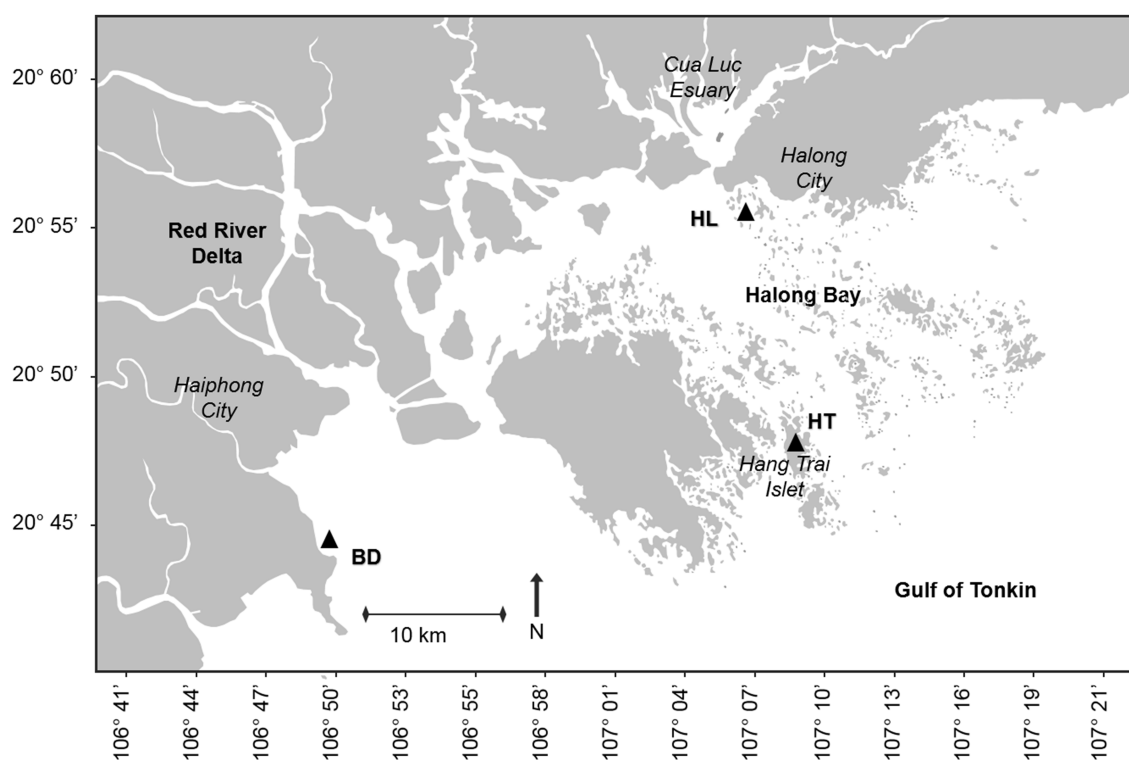 Cua Luc
Esuary
20° 60’
Halong
City
HL
20° 55’
Red River
Delta
Halong Bay
20° 50’
Haiphong
City
HT
Hang Trai
Islet
20° 45’
BD
Gulf of Tonkin
10 km
N
106° 41’
106° 44’
106° 47’
106° 50’
106° 53’
106° 55’
106° 58’
107° 01’
107° 04’
107° 07’
107° 10’
107° 13’
107° 16’
107° 19’
107° 21’